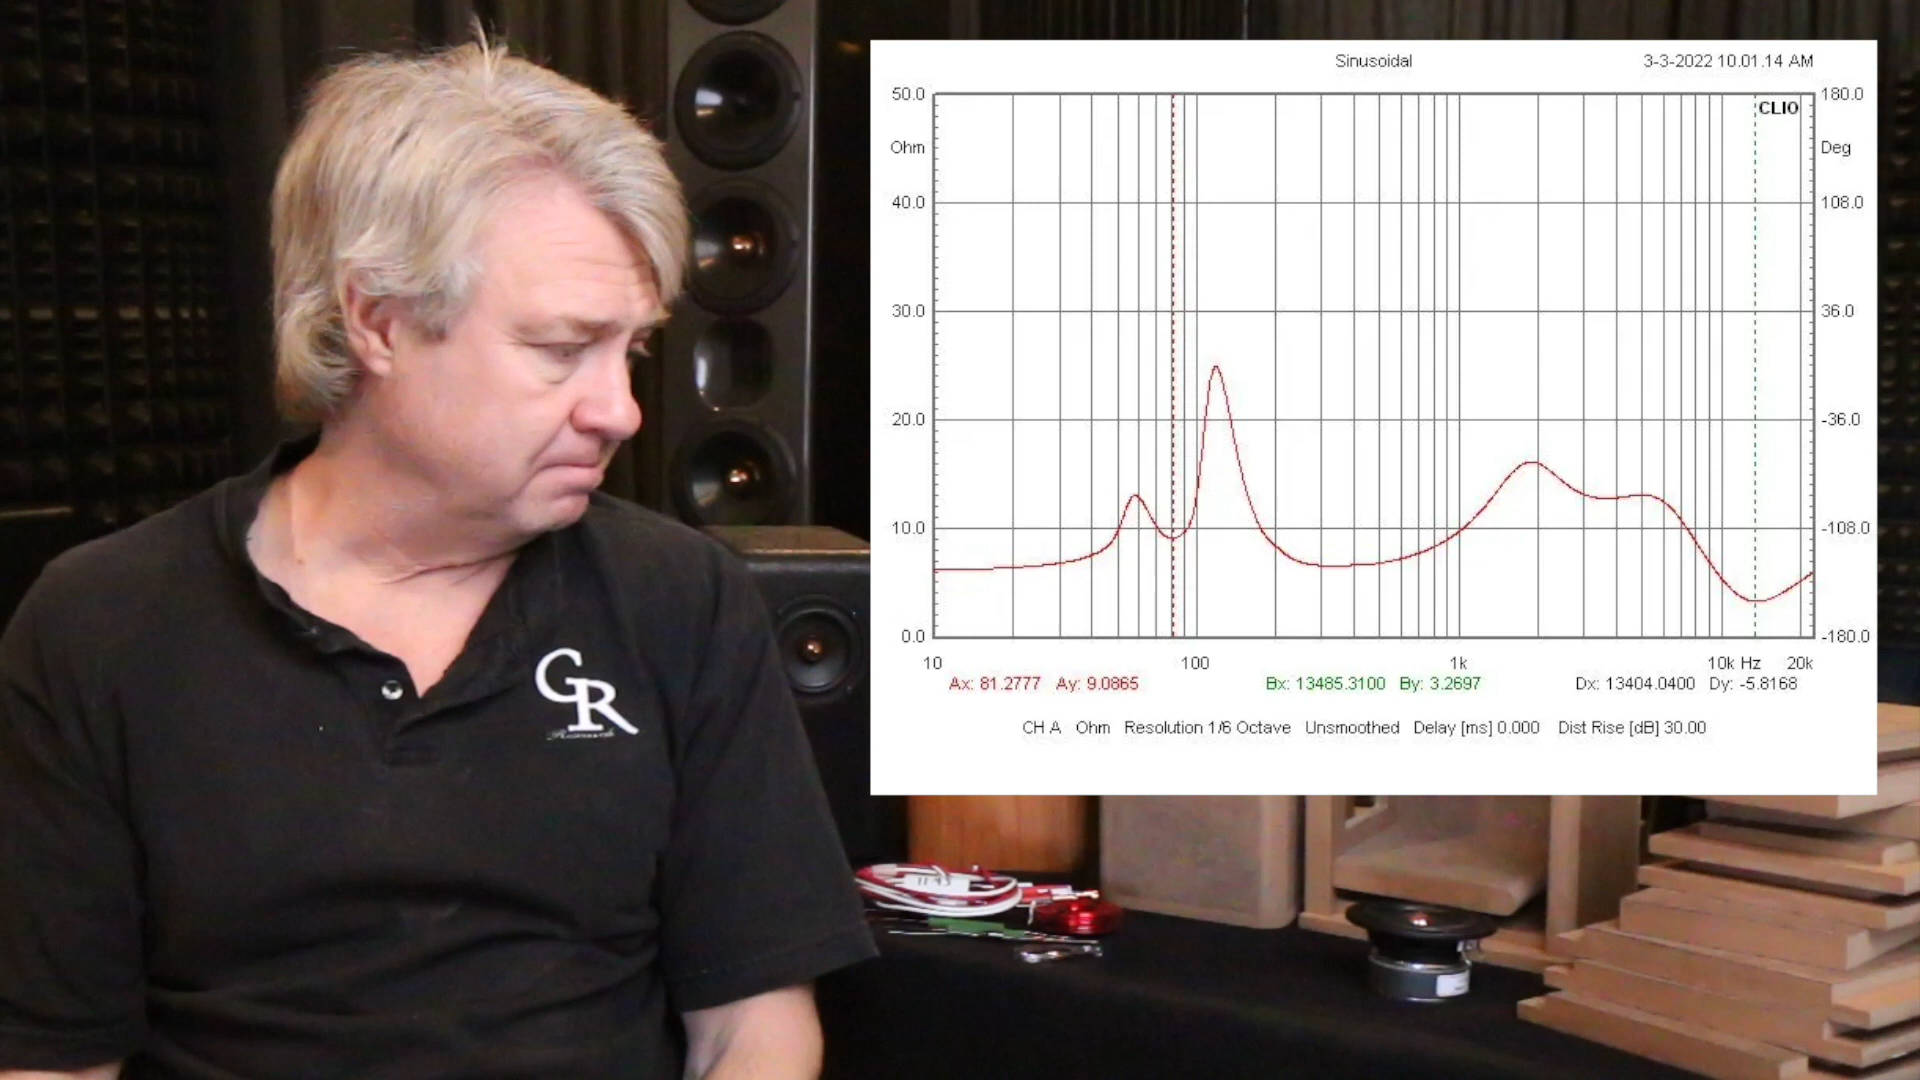 Sinusoidal 3-3-2022 10.01.14 AM
50.0 180.0
CLIO
Ohm Deg
40.0 108.0
30.0 36.0
20.0 -36.0
10.0 -108.0
0.0 -180.0
10 100 1k 10k Hz 20k
Ax: 81.2777 Ay: 9.0865 Bx: 13485.3100 By: 3.2697 Dx: 13404.0400 Dy: -5.8168
CH A Ohm Resolution 1/6 Octave Unsmoothed Delay [ms] 0.000 Dist Rise [dB] 30.00
GR